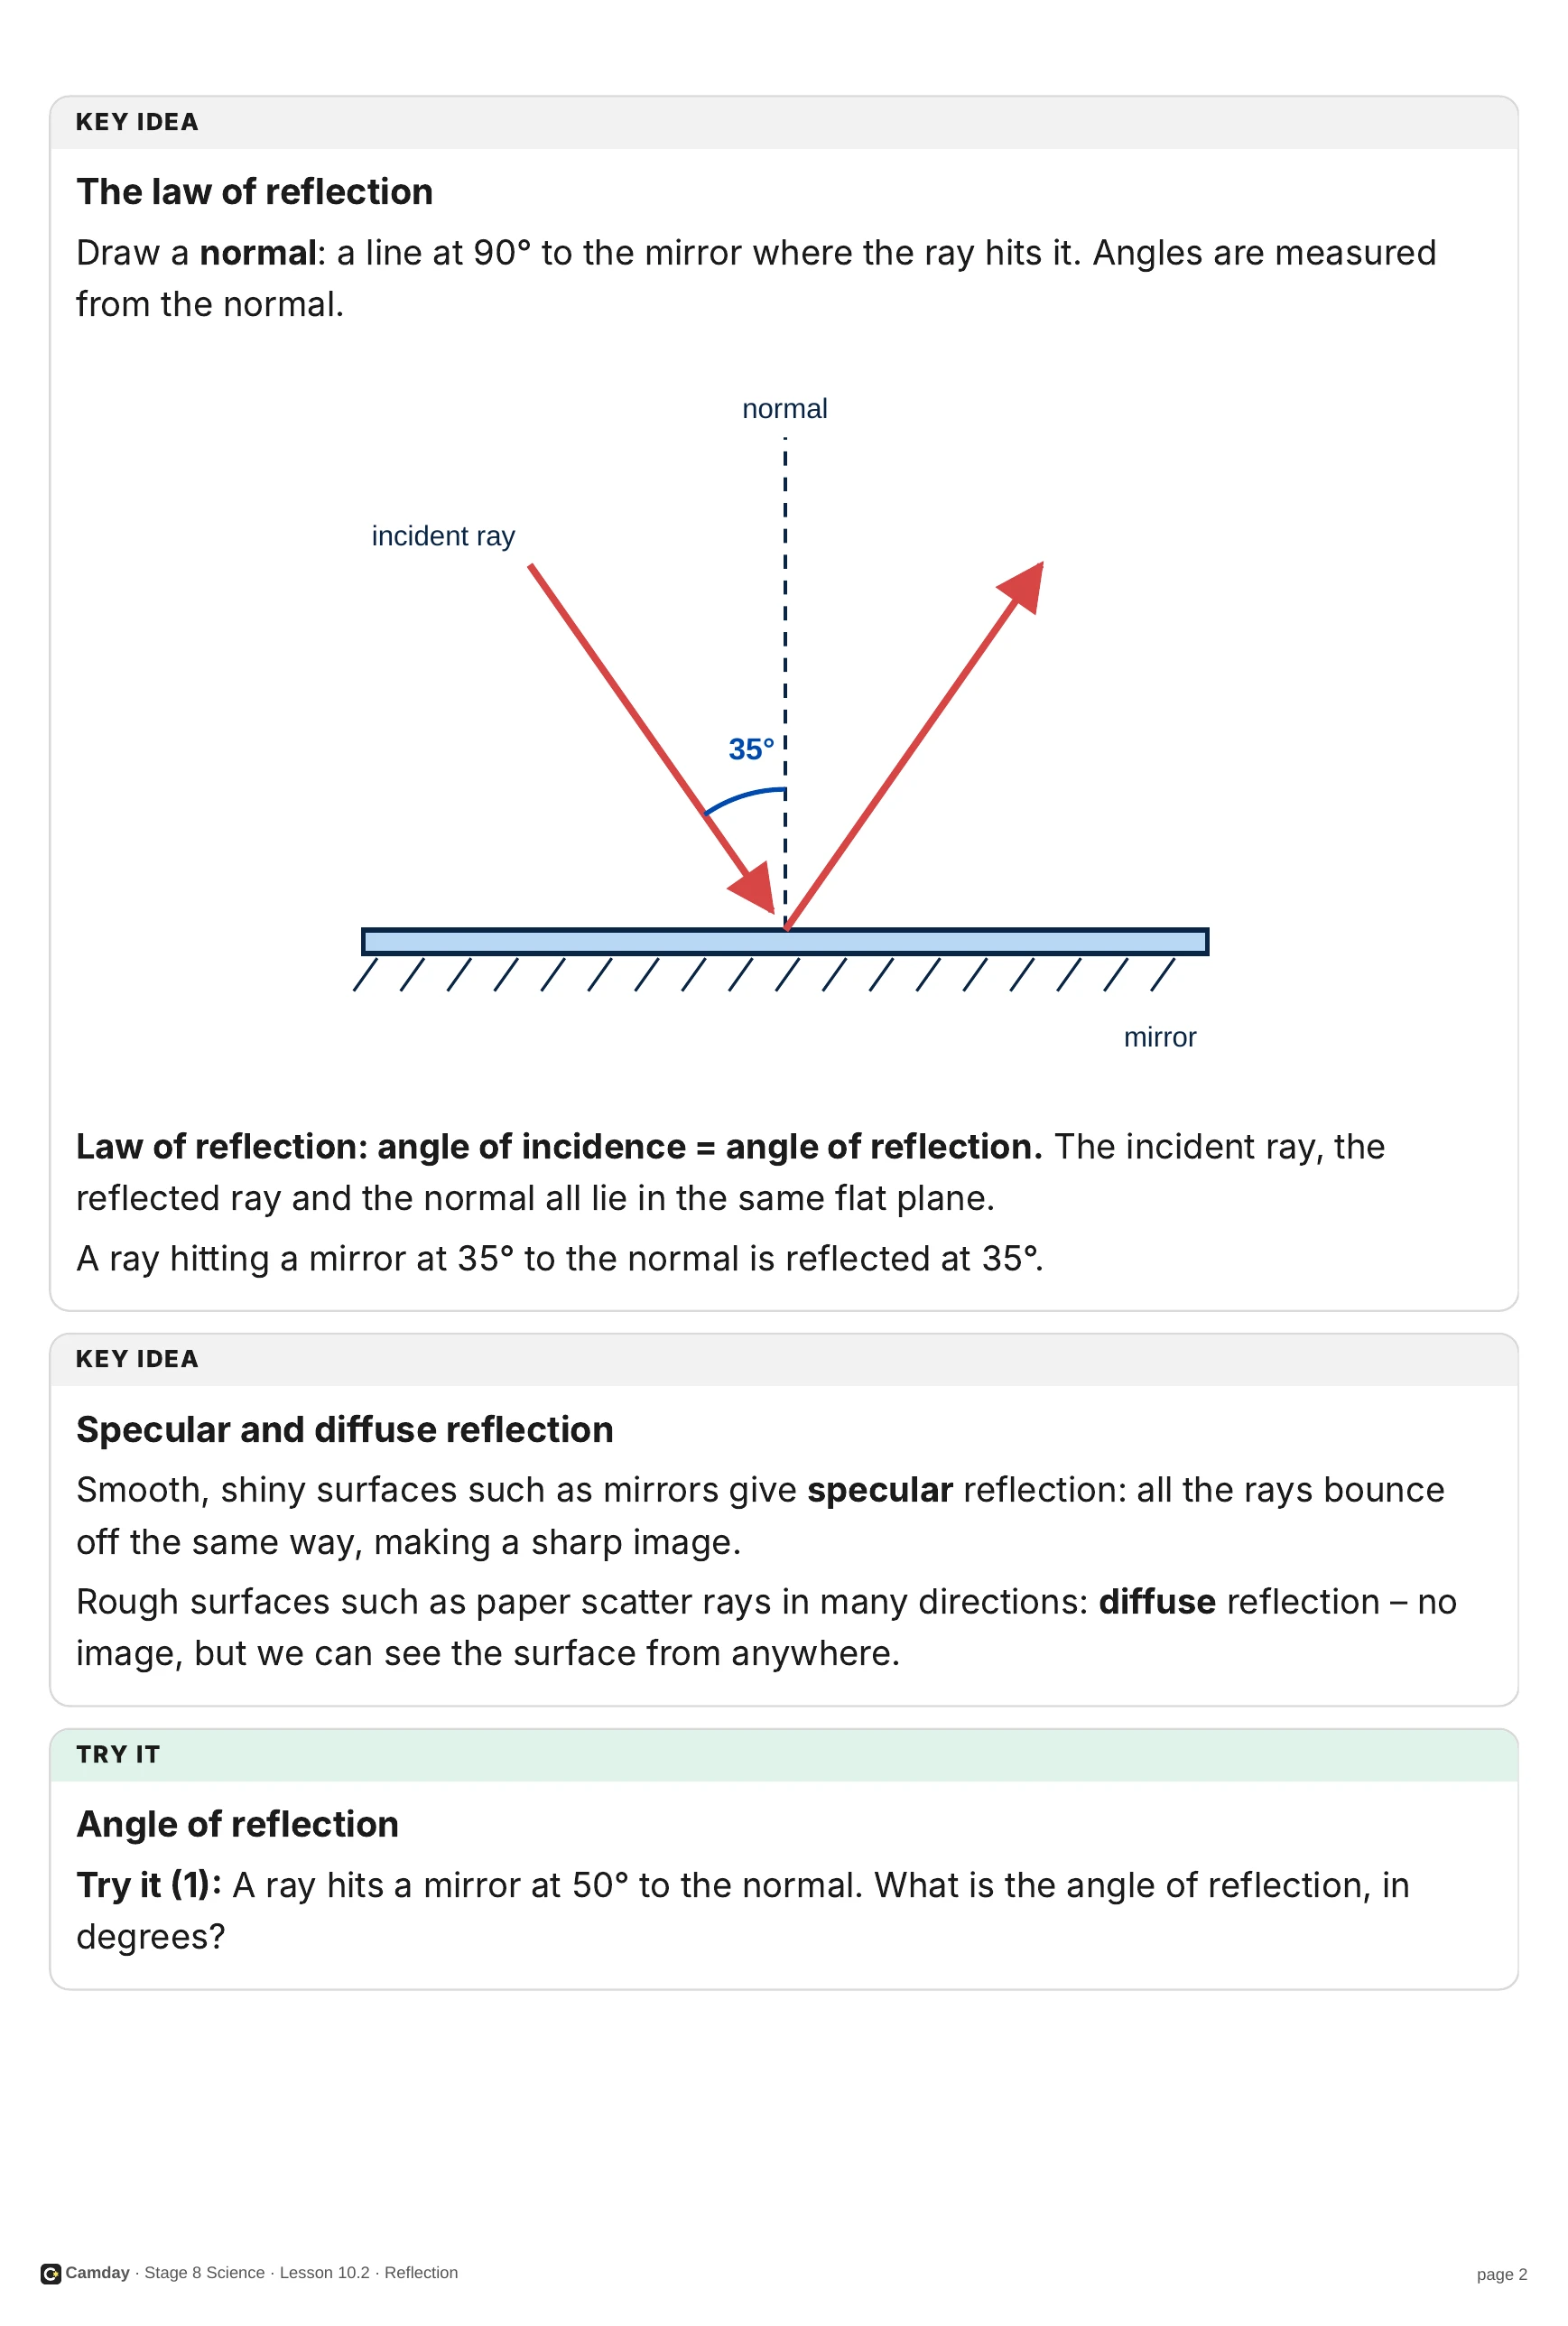 KEY IDEA
The law of reflection
Draw a normal: a line at 90° to the mirror where the ray hits it. Angles are measured
from the normal.
normal
incident ray
35°
mirror
Law of reflection: angle of incidence = angle of reflection. The incident ray, the
reflected ray and the normal all lie in the same flat plane.
A ray hitting a mirror at 35° to the normal is reflected at 35°.
KEY IDEA
Specular and diffuse reflection
Smooth, shiny surfaces such as mirrors give specular reflection: all the rays bounce
off the same way, making a sharp image.
Rough surfaces such as paper scatter rays in many directions: diffuse reflection – no
image, but we can see the surface from anywhere.
TRY IT
Angle of reflection
Try it (1): A ray hits a mirror at 50° to the normal. What is the angle of reflection, in
degrees?
Camday · Stage 8 Science · Lesson 10.2 · Reflection
page 2